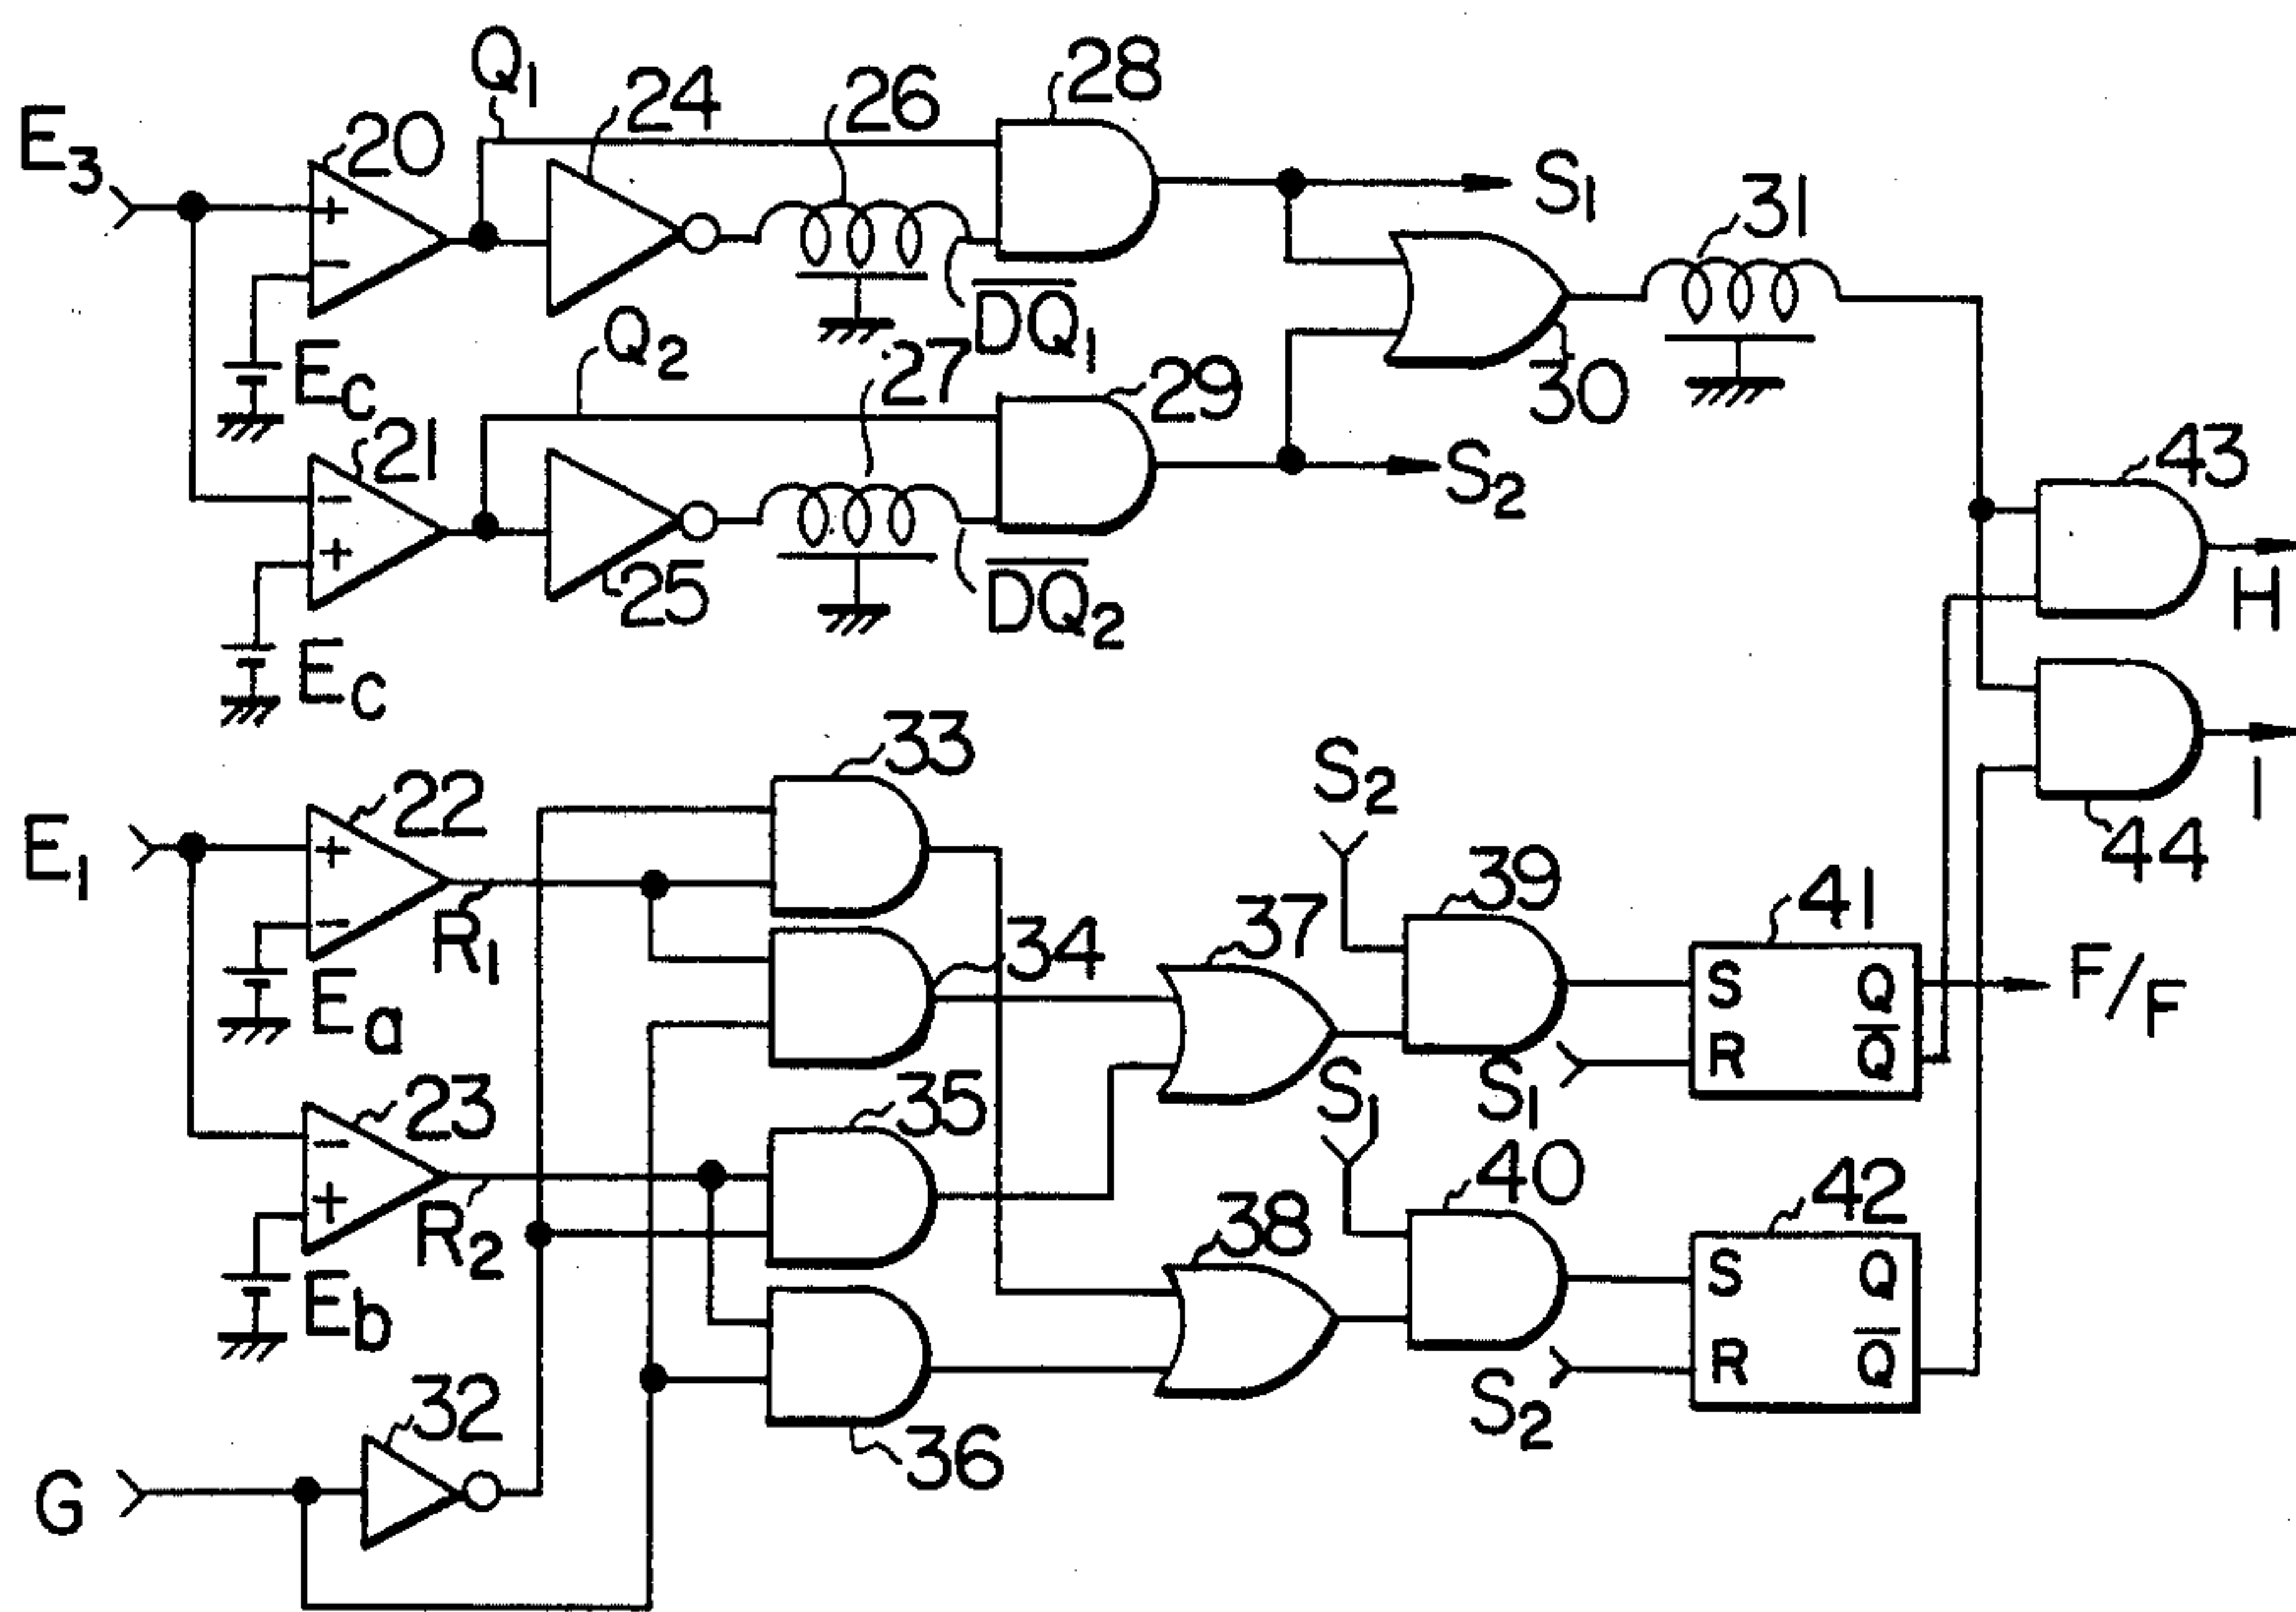 Q1
24
26
28
E3
20
S1
31
+
−
DQ1
Q2
27
29
30
Ec
21
43
S2
−
+
25
DQ2
H
Ec
33
S2
22
I
E1
39
44
+
41
37
34
R1
S Q
F/F
−
Ea
R Q
35
S1
S1
23
40
−
42
38
+
R2
S Q
Eb
R Q
32
S2
36
G